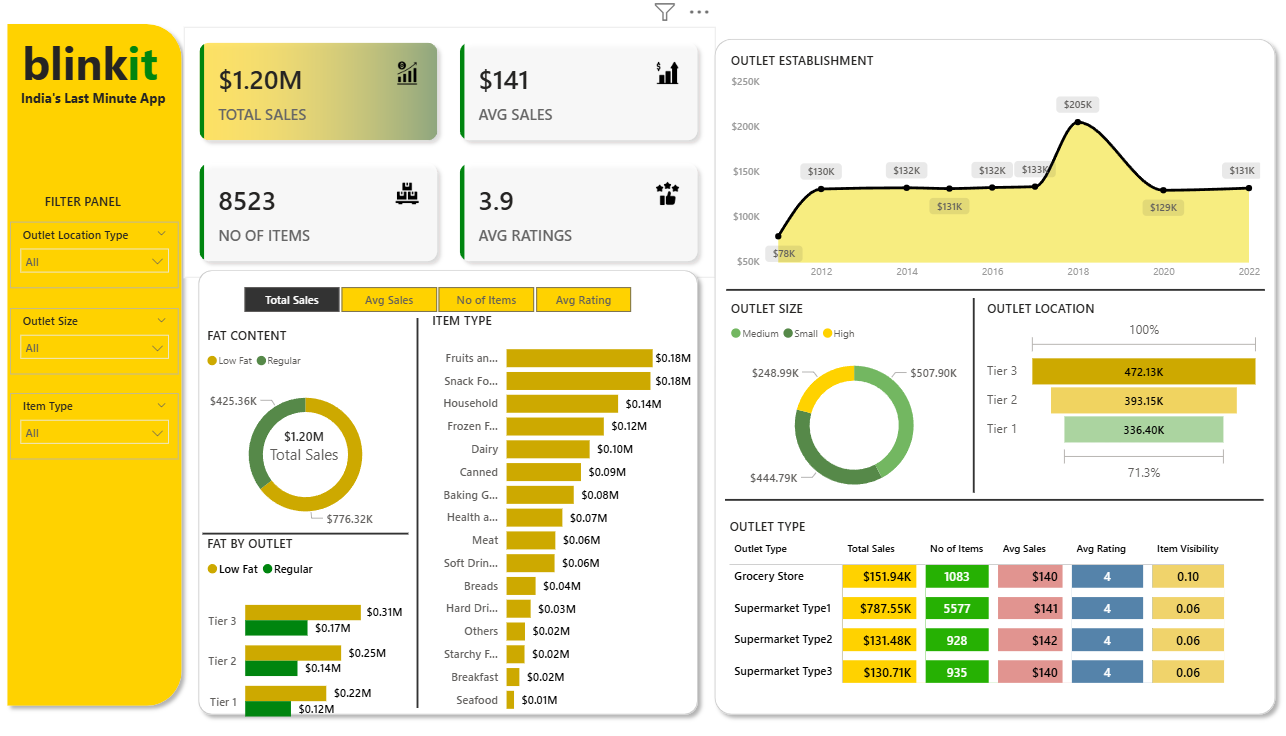 blinkit
India's Last Minute App
FILTER PANEL
Outlet Location Type
All
Outlet Size
All
Item Type
All
$1.20M
TOTAL SALES
$141
AVG SALES
8523
NO OF ITEMS
3.9
AVG RATINGS
Total Sales Avg Sales No of Items Avg Rating
FAT CONTENT
Low Fat Regular
$425.36K
$1.20M
Total Sales
$776.32K
FAT BY OUTLET
Low Fat Regular
Tier 3 $0.31M
$0.17M
Tier 2 $0.25M
$0.14M
Tier 1 $0.22M
$0.12M
ITEM TYPE
Fruits an... $0.18M
Snack Fo... $0.18M
Household $0.14M
Frozen F... $0.12M
Dairy $0.10M
Canned $0.09M
Baking G... $0.08M
Health a... $0.07M
Meat $0.06M
Soft Drin... $0.06M
Breads $0.04M
Hard Dri... $0.03M
Others $0.02M
Starchy F... $0.02M
Breakfast $0.02M
Seafood $0.01M
OUTLET ESTABLISHMENT
$250K
$200K
$150K
$100K
$50K
$78K
$130K
$132K
$131K
$132K
$133K
$205K
$129K
$131K
2012 2014 2016 2018 2020 2022
OUTLET SIZE
Medium Small High
$248.99K
$507.90K
$444.79K
OUTLET LOCATION
100%
Tier 3 472.13K
Tier 2 393.15K
Tier 1 336.40K
71.3%
OUTLET TYPE
Outlet Type Total Sales No of Items Avg Sales Avg Rating Item Visibility
Grocery Store $151.94K 1083 $140 4 0.10
Supermarket Type1 $787.55K 5577 $141 4 0.06
Supermarket Type2 $131.48K 928 $142 4 0.06
Supermarket Type3 $130.71K 935 $140 4 0.06